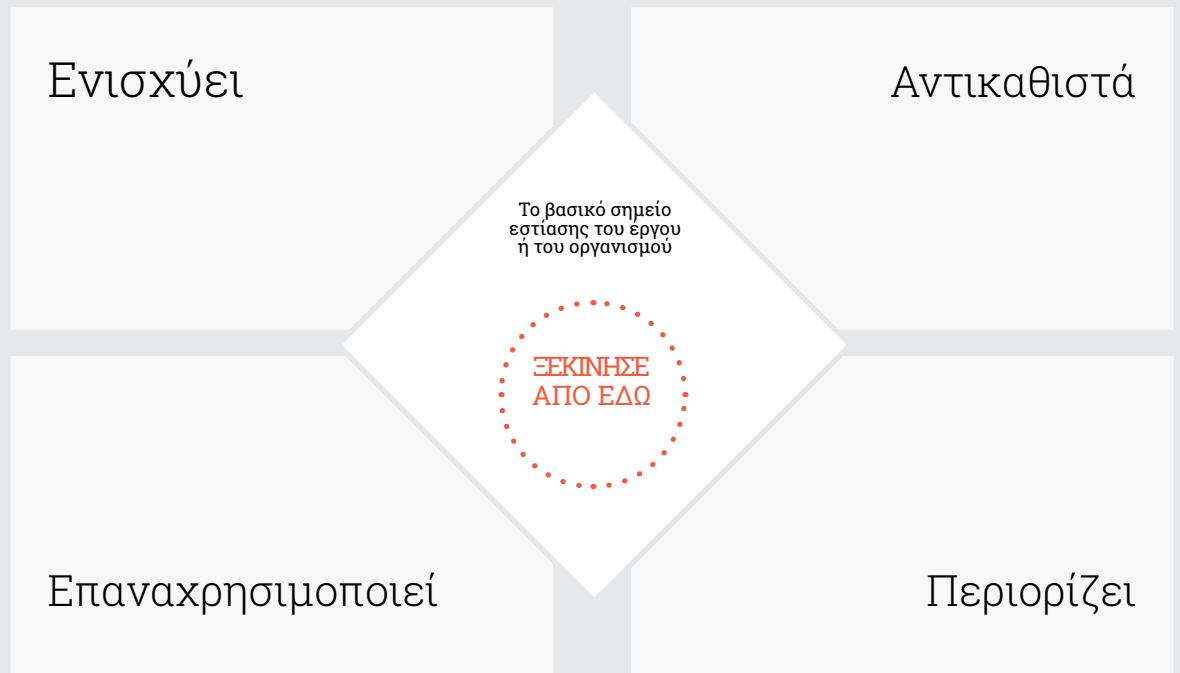 Ενισχύει
Αντικαθιστά
Το βασικό σημείο
εστίασης του έργου
ή του οργανισμού
ΞΕΚΙΝΗΣΕ
ΑΠΟ ΕΔΩ
Επαναχρησιμοποιεί
Περιορίζει